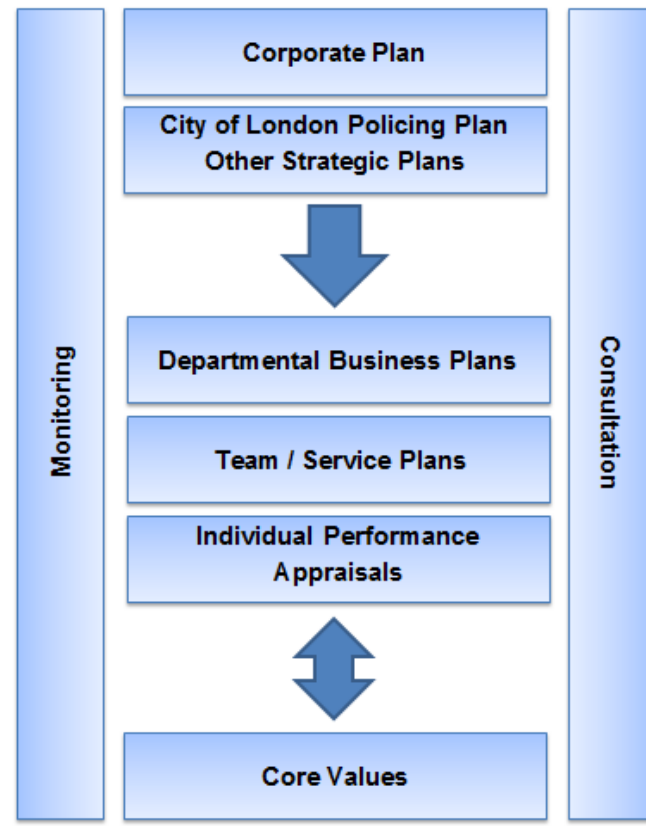 Corporate Plan
City of London Policing Plan
Other Strategic Plans
Departmental Business Plans
Team / Service Plans
Individual Performance
Appraisals
Core Values
Monitoring
Consultation